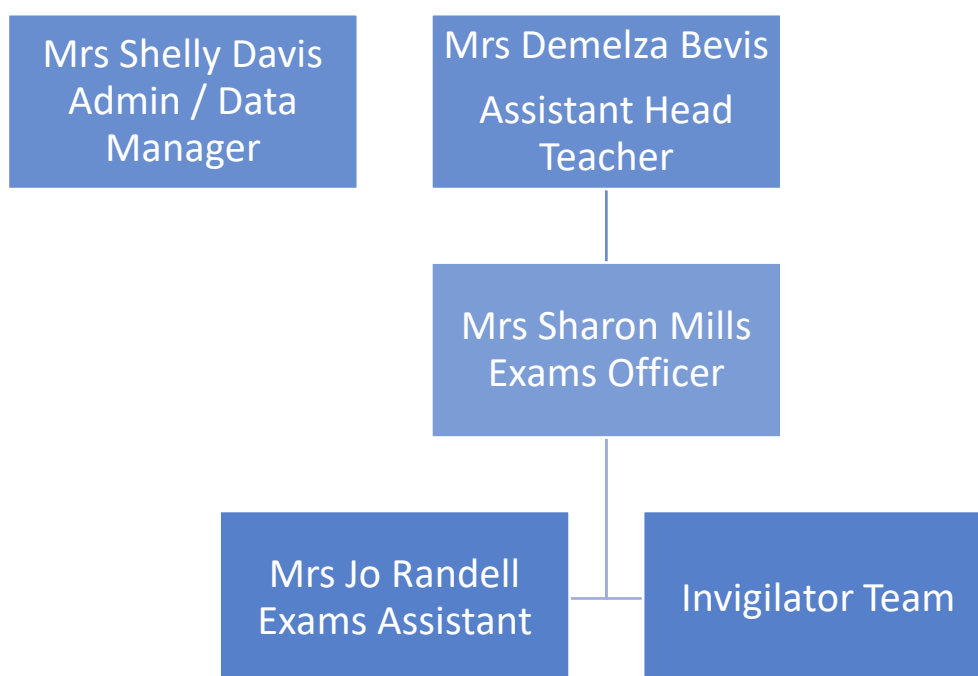 Mrs Shelly Davis
Admin / Data
Manager
Mrs Demelza Bevis
Assistant Head
Teacher
Mrs Sharon Mills
Exams Officer
Mrs Jo Randell
Exams Assistant
Invigilator Team